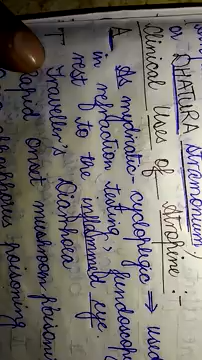 or DHATURA Stramonium.
Clinical Uses of Atropine :-
A As mydriatic-cycloplegic → used
in refraction testing, fundoscopy
rest to the inflammed eye.
T Traveller's Diarrhoea
Rapid onset mushroom
poisoning